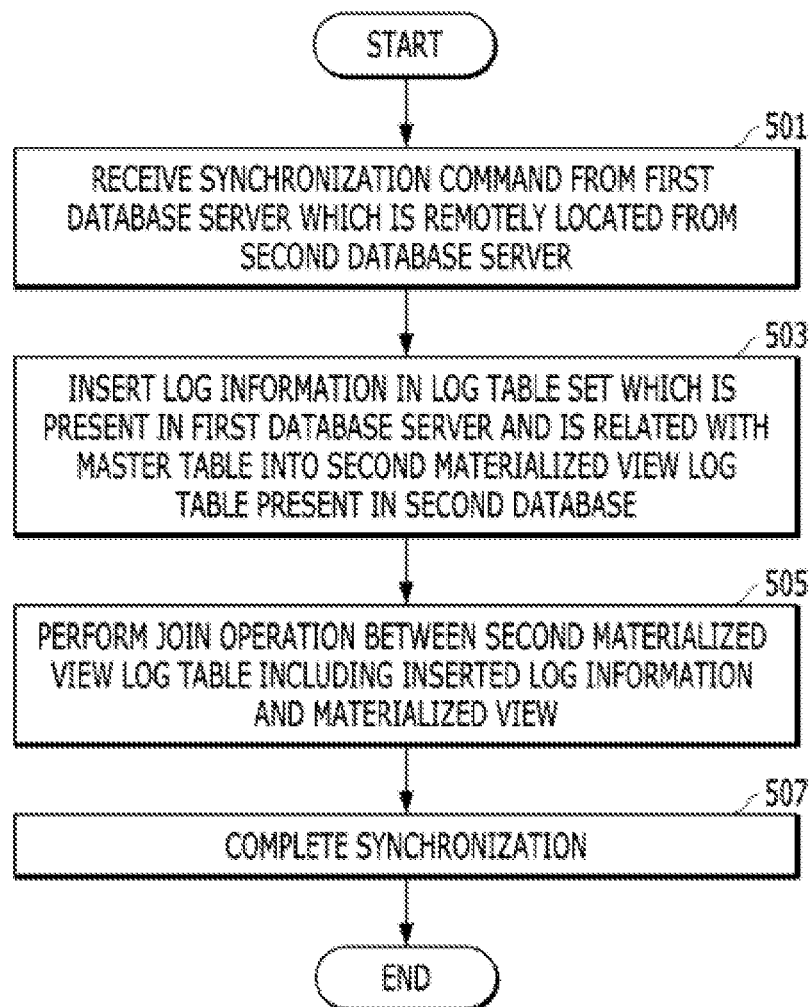 START
501
RECEIVE SYNCHRONIZATION COMMAND FROM FIRST
DATABASE SERVER WHICH IS REMOTELY LOCATED FROM
SECOND DATABASE SERVER
503
INSERT LOG INFORMATION IN LOG TABLE SET WHICH IS
PRESENT IN FIRST DATABASE SERVER AND IS RELATED WITH
MASTER TABLE INTO SECOND MATERIALIZED VIEW LOG
TABLE PRESENT IN SECOND DATABASE
505
PERFORM JOIN OPERATION BETWEEN SECOND MATERIALIZED
VIEW LOG TABLE INCLUDING INSERTED LOG INFORMATION
AND MATERIALIZED VIEW
507
COMPLETE SYNCHRONIZATION
END